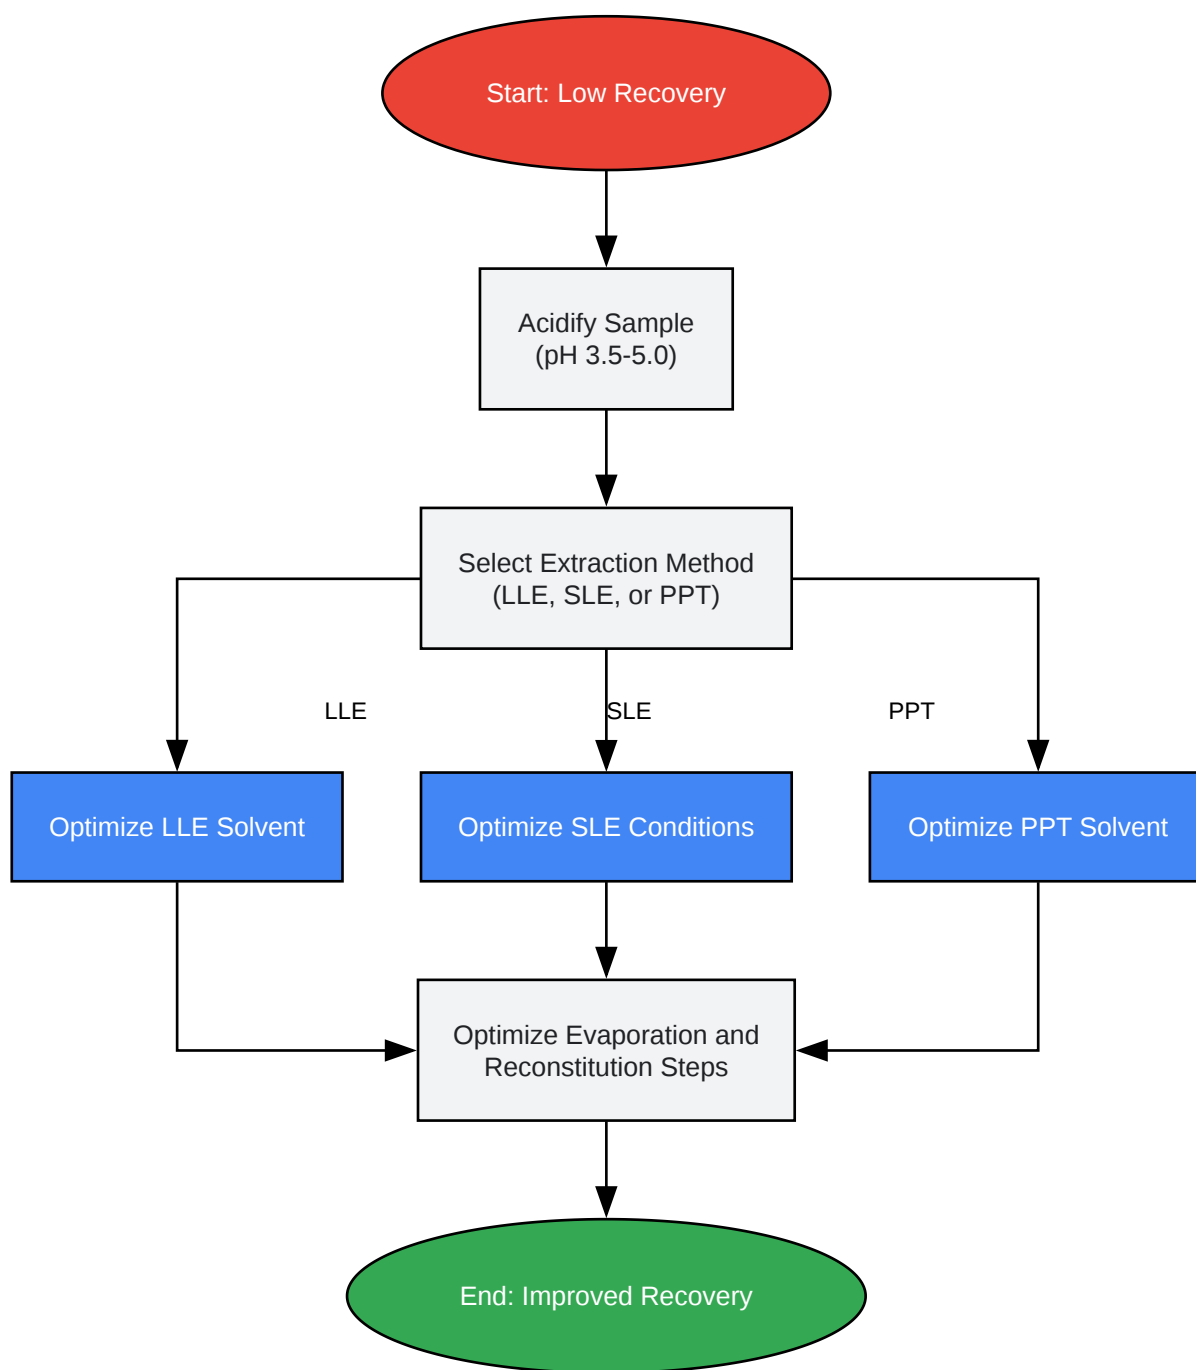 Start: Low Recovery
Acidify Sample
(pH 3.5-5.0)
Select Extraction Method
(LLE, SLE, or PPT)
LLE
SLE
PPT
Optimize LLE Solvent
Optimize SLE Conditions
Optimize PPT Solvent
Optimize Evaporation and
Reconstitution Steps
End: Improved Recovery